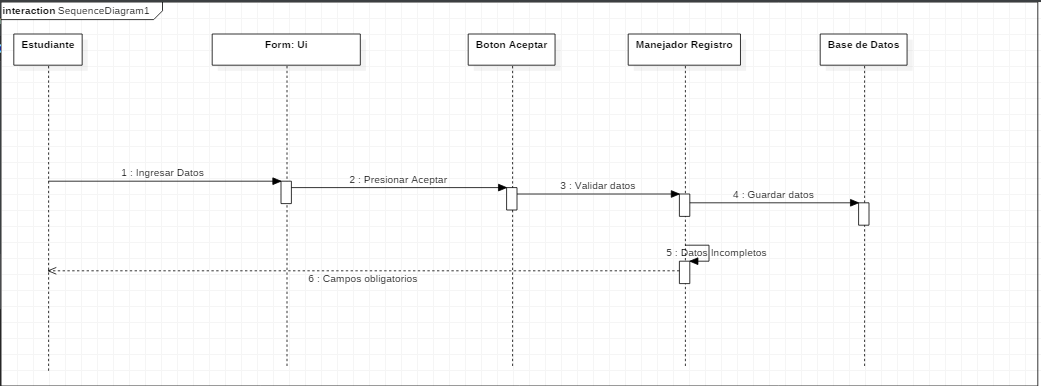 interaction SequenceDiagram1
Estudiante
Form: Ui
Boton Aceptar
Manejador Registro
Base de Datos
1 : Ingresar Datos
2 : Presionar Aceptar
3 : Validar datos
4 : Guardar datos
5 : Datos Incompletos
6 : Campos obligatorios